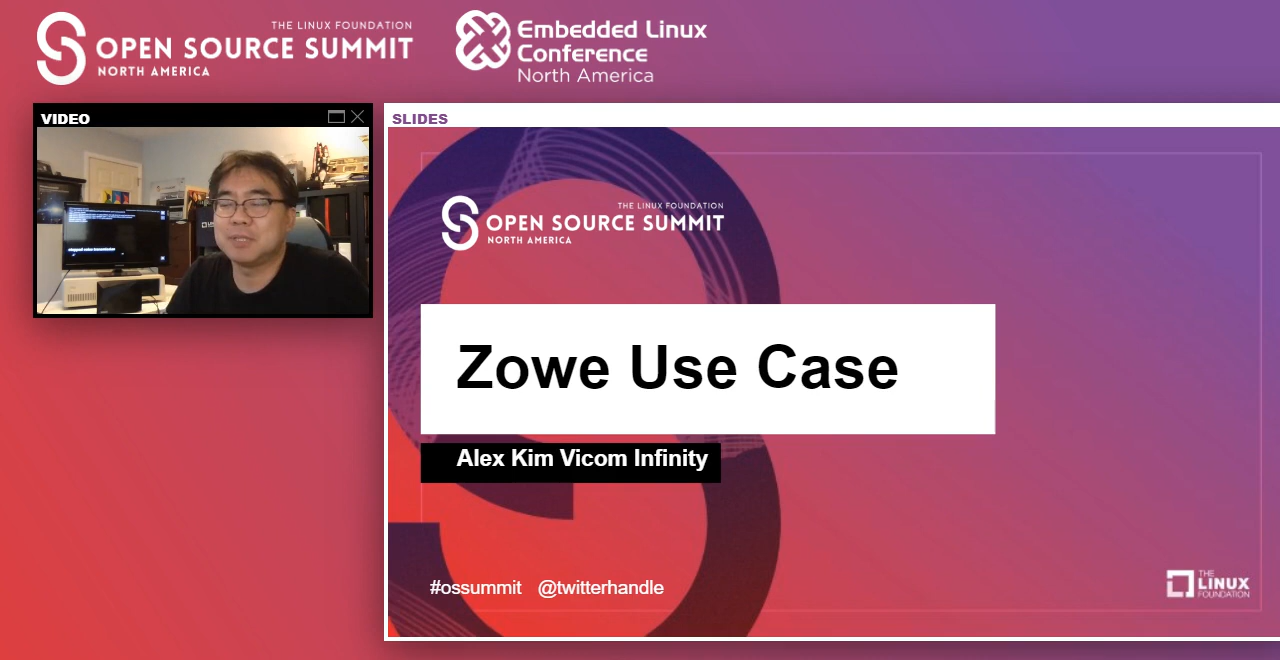 THE LINUX FOUNDATION
OPEN SOURCE SUMMIT
NORTH AMERICA
Embedded Linux
Conference
North America
VIDEO
SLIDES
THE LINUX FOUNDATION
OPEN SOURCE SUMMIT
NORTH AMERICA
Zowe Use Case
Alex Kim Vicom Infinity
#ossummit @twitterhandle
THE
LINUX
FOUNDATION